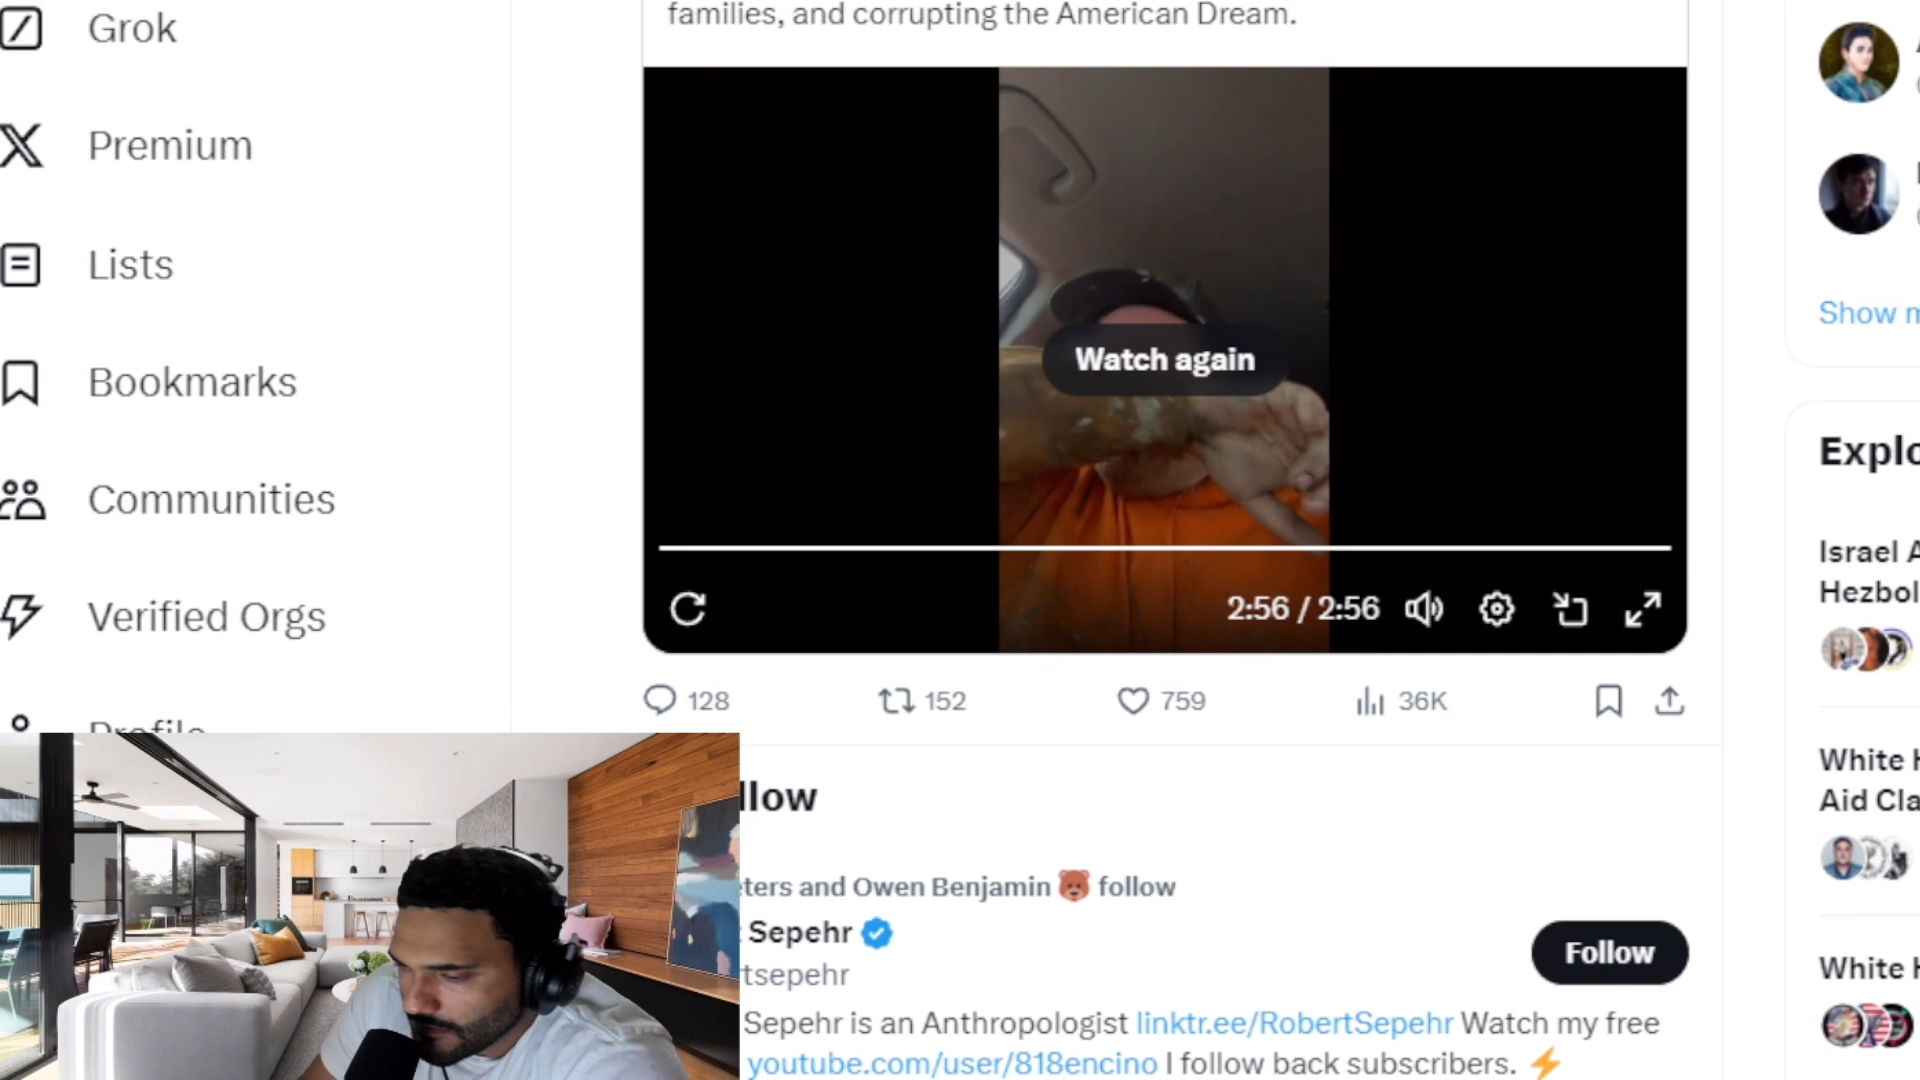 Grok
Premium
Lists
Bookmarks
Communities
Verified Orgs
Profile
families, and corrupting the American Dream.
Watch again
2:56 / 2:56
128
152
759
36K
llow
eters and Owen Benjamin 🐻 follow
Sepehr
tsepehr
Follow
Sepehr is an Anthropologist linktr.ee/RobertSepehr Watch my free
youtube.com/user/818encino I follow back subscribers. ⚡
Show m
Explo
Israel A
Hezbol
White H
Aid Cla
White H